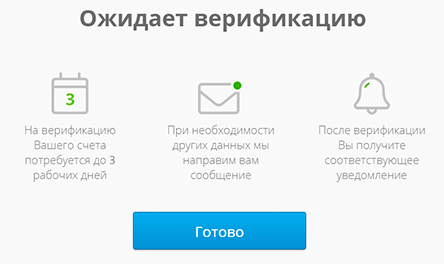 Ожидает верификацию
3
На верификацию
Вашего счета
потребуется до 3
рабочих дней
При необходимости
других данных мы
направим вам
сообщение
После верификации
Вы получите
соответствующее
уведомление
Готово